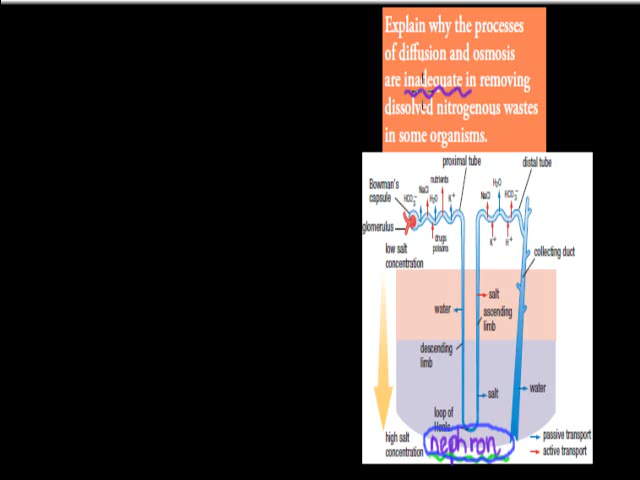 Explain why the processes
of diffusion and osmosis
are inadequate in removing
dissolved nitrogenous wastes
in some organisms.
proximal tube
distal tube
Bowman's
capsule
HCO3-
NaCl
H2O
nutrients
K+
NaCl
H2O
HCO3-
glomerulus
drugs
poisons
K+
H+
low salt
concentration
collecting duct
salt
water
ascending
limb
descending
limb
salt
water
loop of
Henle
high salt
concentration
nephron
passive transport
active transport